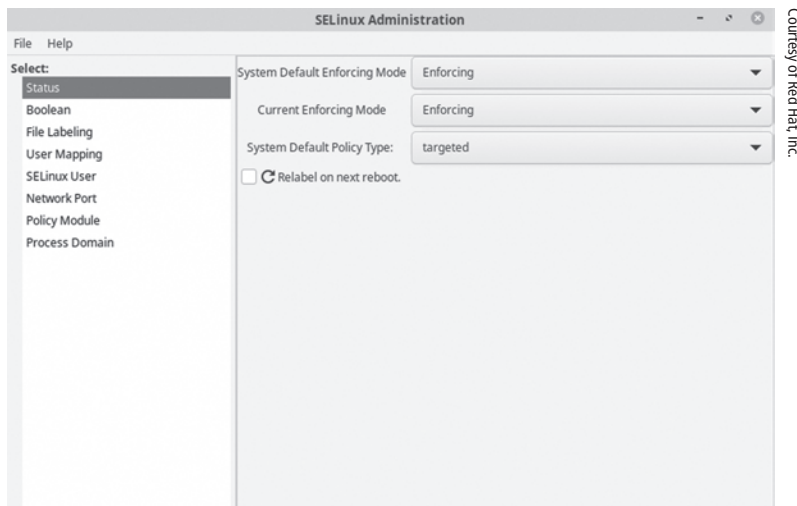 SELinux Administration
File Help
Select:
Status
Boolean
File Labeling
User Mapping
SELinux User
Network Port
Policy Module
Process Domain
System Default Enforcing Mode Enforcing
Current Enforcing Mode Enforcing
System Default Policy Type: targeted
Relabel on next reboot.
Courtesy of Red Hat, Inc.